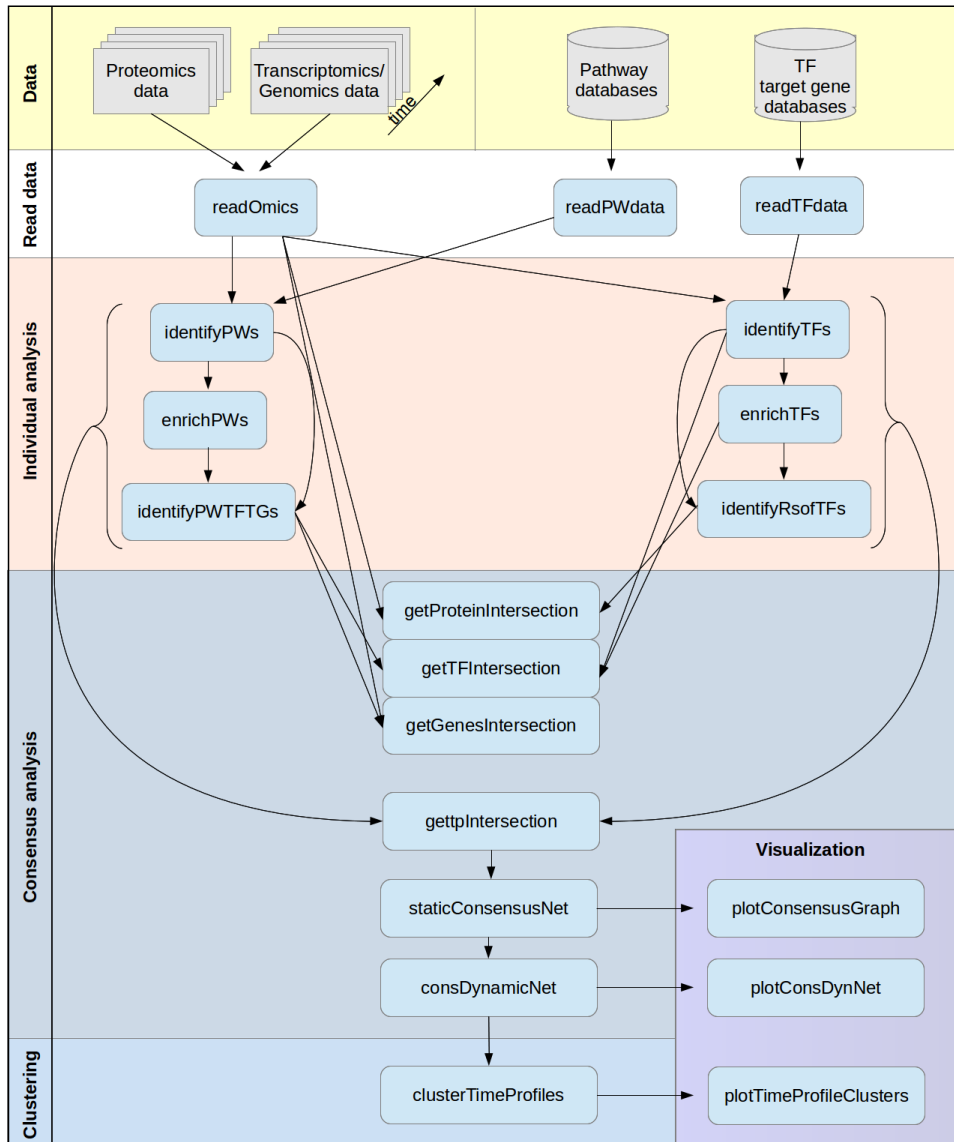 Data
Proteomics
data
Transcriptomics/
Genomics data
time
Pathway
databases
TF
target gene
databases
Read data
readOmics
readPWdata
readTFdata
Individual analysis
identifyPWs
identifyTFs
enrichPWs
enrichTFs
identifyPWTFTGs
identifyRsofTFs
Consensus analysis
getProteinIntersection
getTFIntersection
getGenesIntersection
gettpIntersection
Visualization
staticConsensusNet
plotConsensusGraph
consDynamicNet
plotConsDynNet
Clustering
clusterTimeProfiles
plotTimeProfileClusters